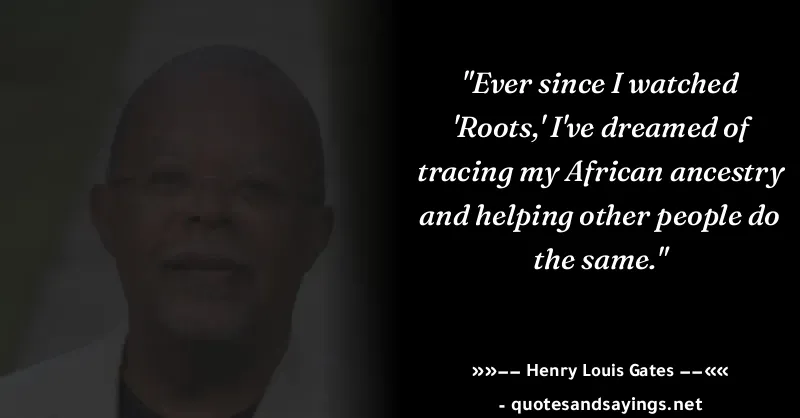 "Ever since I watched
'Roots,' I've dreamed of
tracing my African ancestry
and helping other people do
the same."
»»−− Henry Louis Gates −−««
- quotesandsayings.net